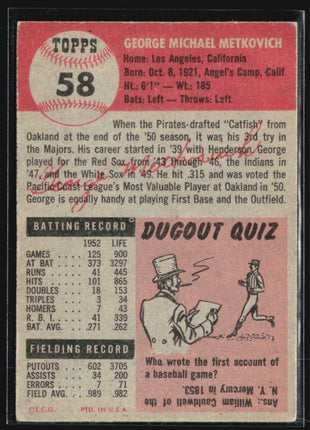 TOPPS
58
GEORGE MICHAEL METKOVICH
Home: Los Angeles, California
Born: Oct. 8, 1921, Angel's Camp, Calif.
Ht.: 6'1" — Wt.: 185
Bats: Left – Throws: Left
When the Pirates-drafted "Catfish" from
Oakland at the end of the '50 season, it was his 3rd try in
the Majors. His career started in '39 with Henderson. George
played for the Red Sox from '43 through '46, the Indians in
'47, and the White Sox in '49. He hit .315 and was voted the
Pacific Coast League's Most Valuable Player at Oakland in '50.
George is equally handy at playing First Base and the Outfield.
BATTING RECORD
1952 LIFE
GAMES 125 900
AT BAT 373 3297
RUNS 41 445
HITS 101 865
DOUBLES 18 153
TRIPLES 3 34
HOMERS 7 43
R. B. I. 41 339
BAT. AVG. .271 .262
FIELDING RECORD
PUTOUTS 602 3705
ASSISTS 34 200
ERRORS 7 71
FIELD AVG. .989 .982
©T.C.G. PTD. IN U.S.A.
DUGOUT QUIZ
Who wrote the first account of
a baseball game?
Ans.: William Cauldwell of the
N. Y. Mercury in 1853.